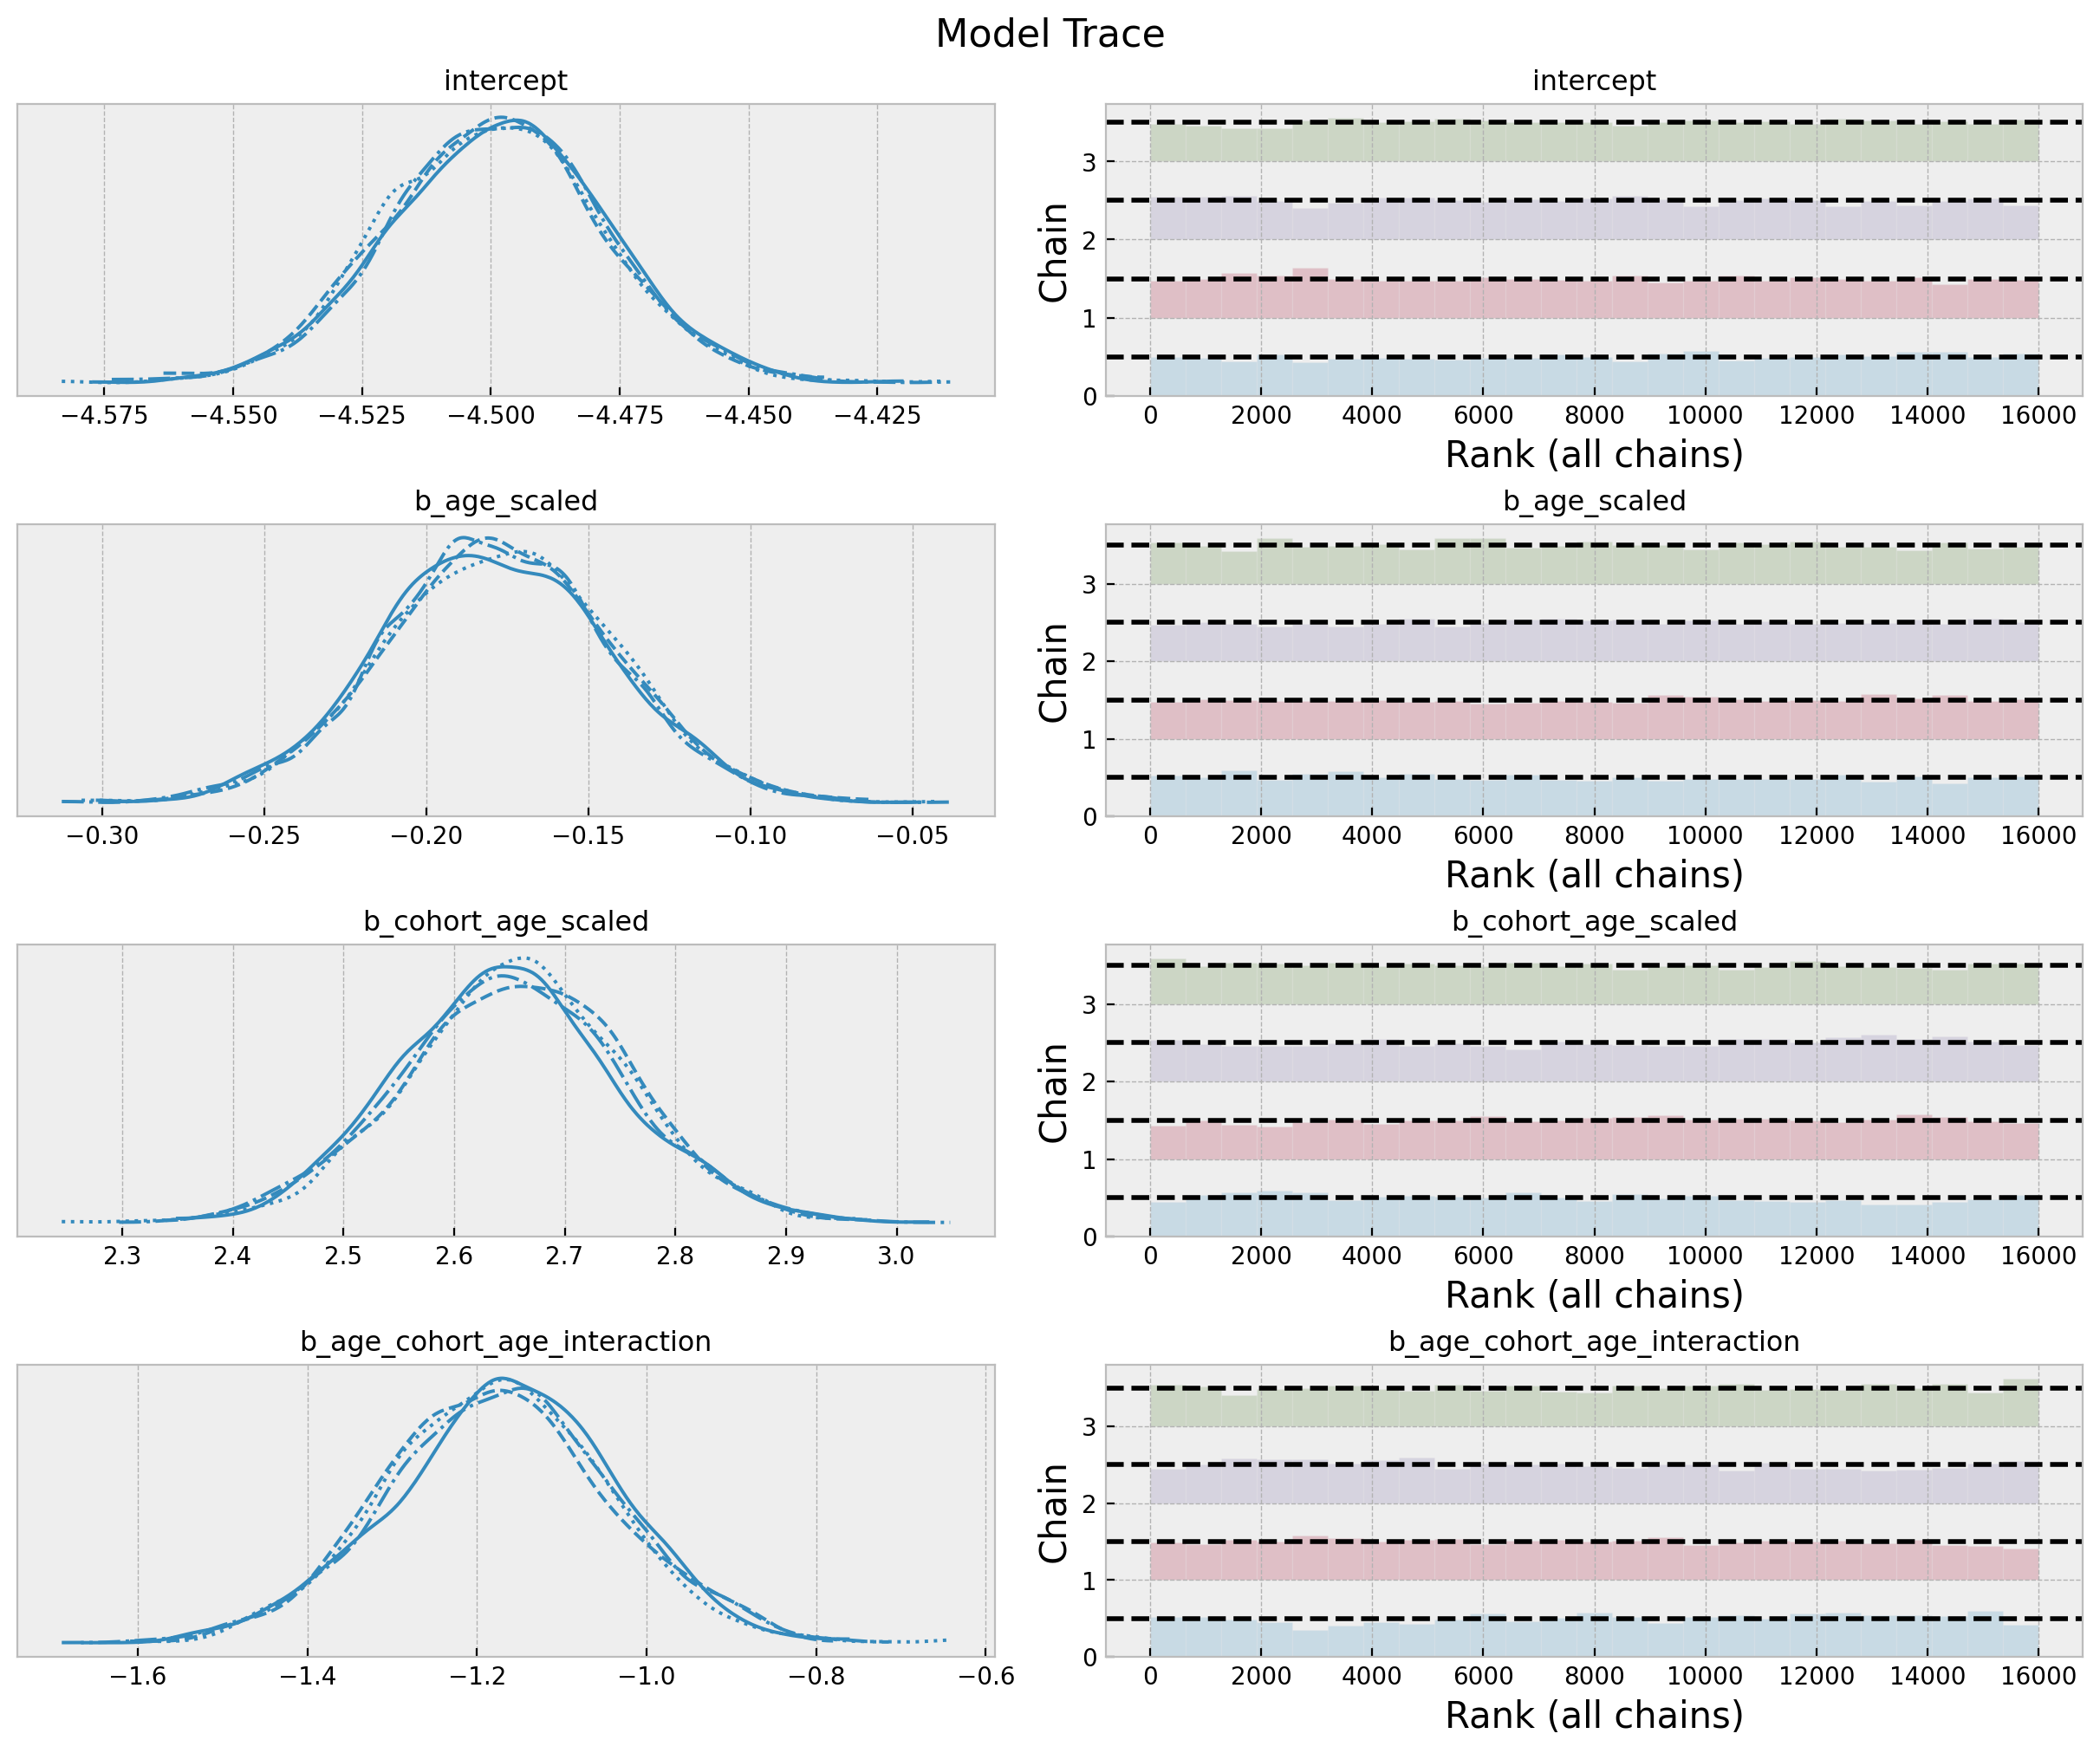 Model Trace
intercept
−4.575 −4.550 −4.525 −4.500 −4.475 −4.450 −4.425
intercept
Chain
3
2
1
0
0 2000 4000 6000 8000 10000 12000 14000 16000
Rank (all chains)
b_age_scaled
−0.30 −0.25 −0.20 −0.15 −0.10 −0.05
b_age_scaled
Chain
3
2
1
0
0 2000 4000 6000 8000 10000 12000 14000 16000
Rank (all chains)
b_cohort_age_scaled
2.3 2.4 2.5 2.6 2.7 2.8 2.9 3.0
b_cohort_age_scaled
Chain
3
2
1
0
0 2000 4000 6000 8000 10000 12000 14000 16000
Rank (all chains)
b_age_cohort_age_interaction
−1.6 −1.4 −1.2 −1.0 −0.8 −0.6
b_age_cohort_age_interaction
Chain
3
2
1
0
0 2000 4000 6000 8000 10000 12000 14000 16000
Rank (all chains)